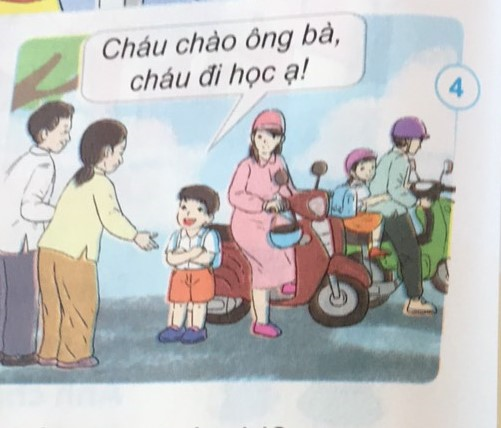 Cháu chào ông bà,
cháu đi học ạ!
4